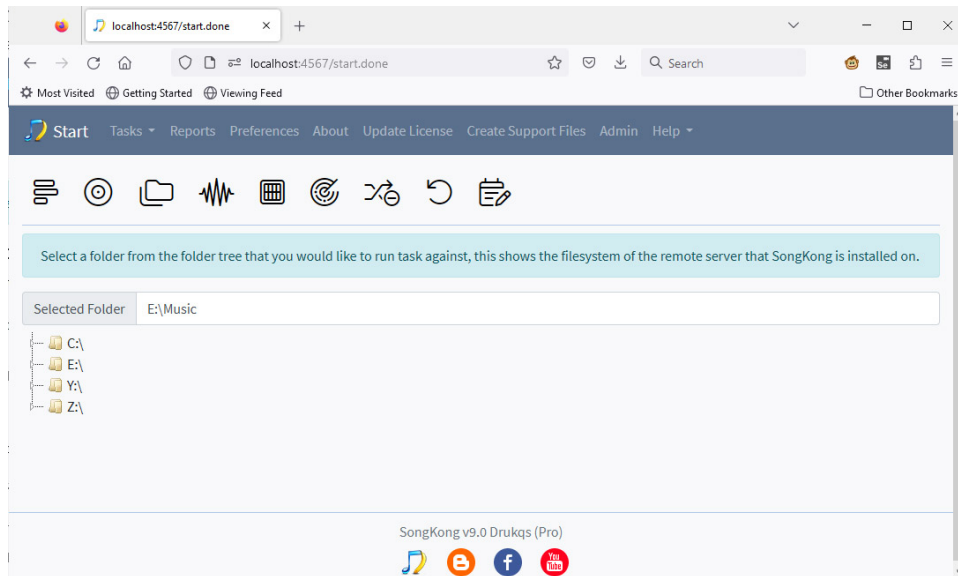 localhost:4567/start.done
localhost:4567/start.done
Search
Se
Most Visited Getting Started Viewing Feed Other Bookmarks
Start Tasks Reports Preferences About Update License Create Support Files Admin Help
Select a folder from the folder tree that you would like to run task against, this shows the filesystem of the remote server that SongKong is installed on.
Selected Folder E:\Music
C:\
E:\
Y:\
Z:\
SongKong v9.0 Drukqs (Pro)
You Tube